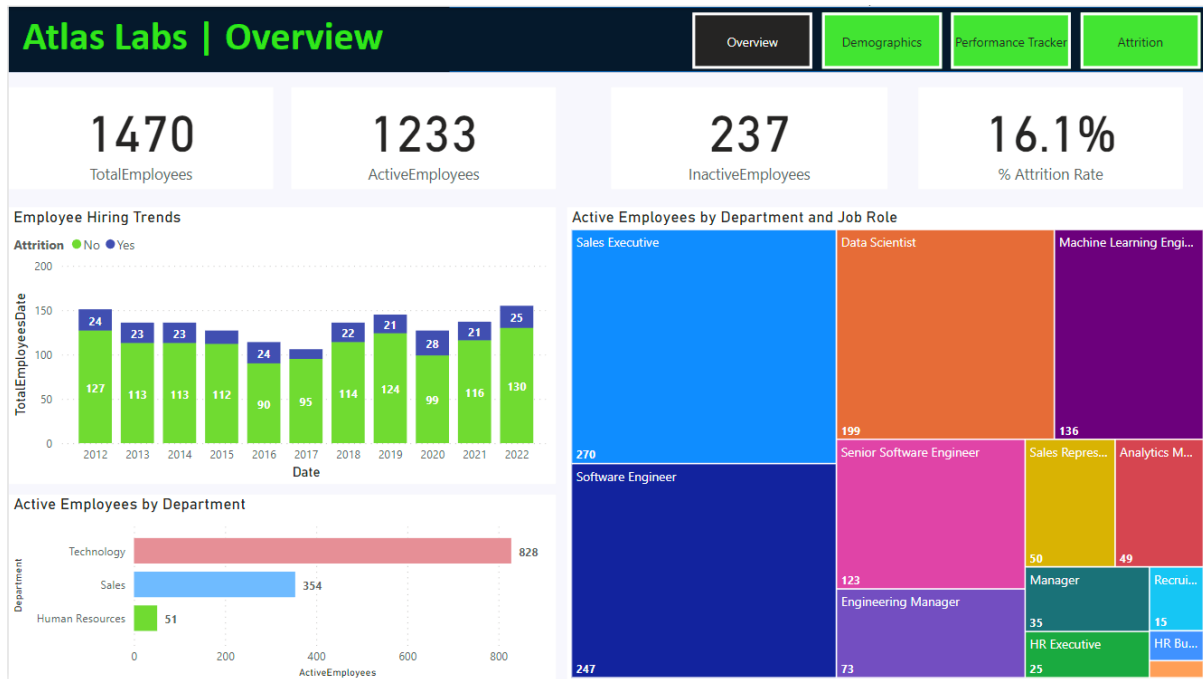 Atlas Labs | Overview
Overview
Demographics
Performance Tracker
Attrition
1470
TotalEmployees
1233
ActiveEmployees
237
InactiveEmployees
16.1%
% Attrition Rate
Employee Hiring Trends
Attrition No Yes
TotalEmployeesDate
200
150
100
50
0
24
23
23
24
22
21
28
21
25
127
113
113
112
90
95
114
124
99
116
130
2012 2013 2014 2015 2016 2017 2018 2019 2020 2021 2022
Date
Active Employees by Department
Department
Technology 828
Sales 354
Human Resources 51
0 200 400 600 800
ActiveEmployees
Active Employees by Department and Job Role
Sales Executive
270
Software Engineer
247
Data Scientist
199
Machine Learning Engi...
136
Senior Software Engineer
123
Engineering Manager
73
Sales Repres...
50
Analytics M...
49
Manager
35
Recrui...
15
HR Executive
25
HR Bu...